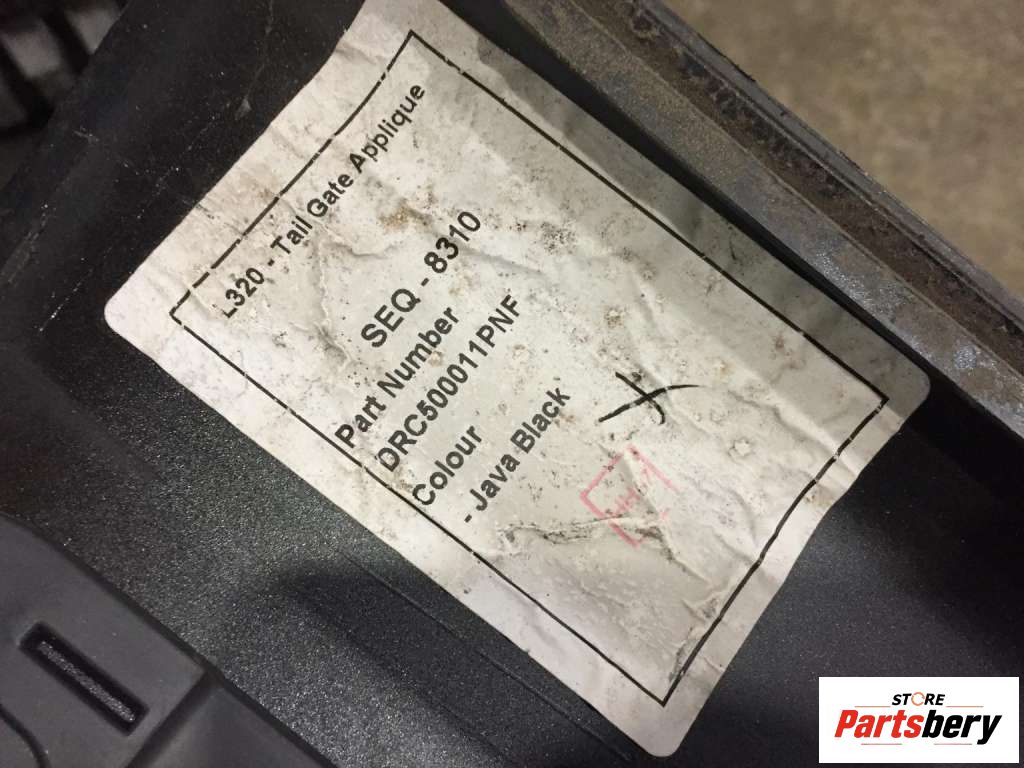 L320 - Tail Gate Applique
SEQ - 8310
Part Number
DRC500011PNF
Colour
- Java Black
STORE
Partsbery